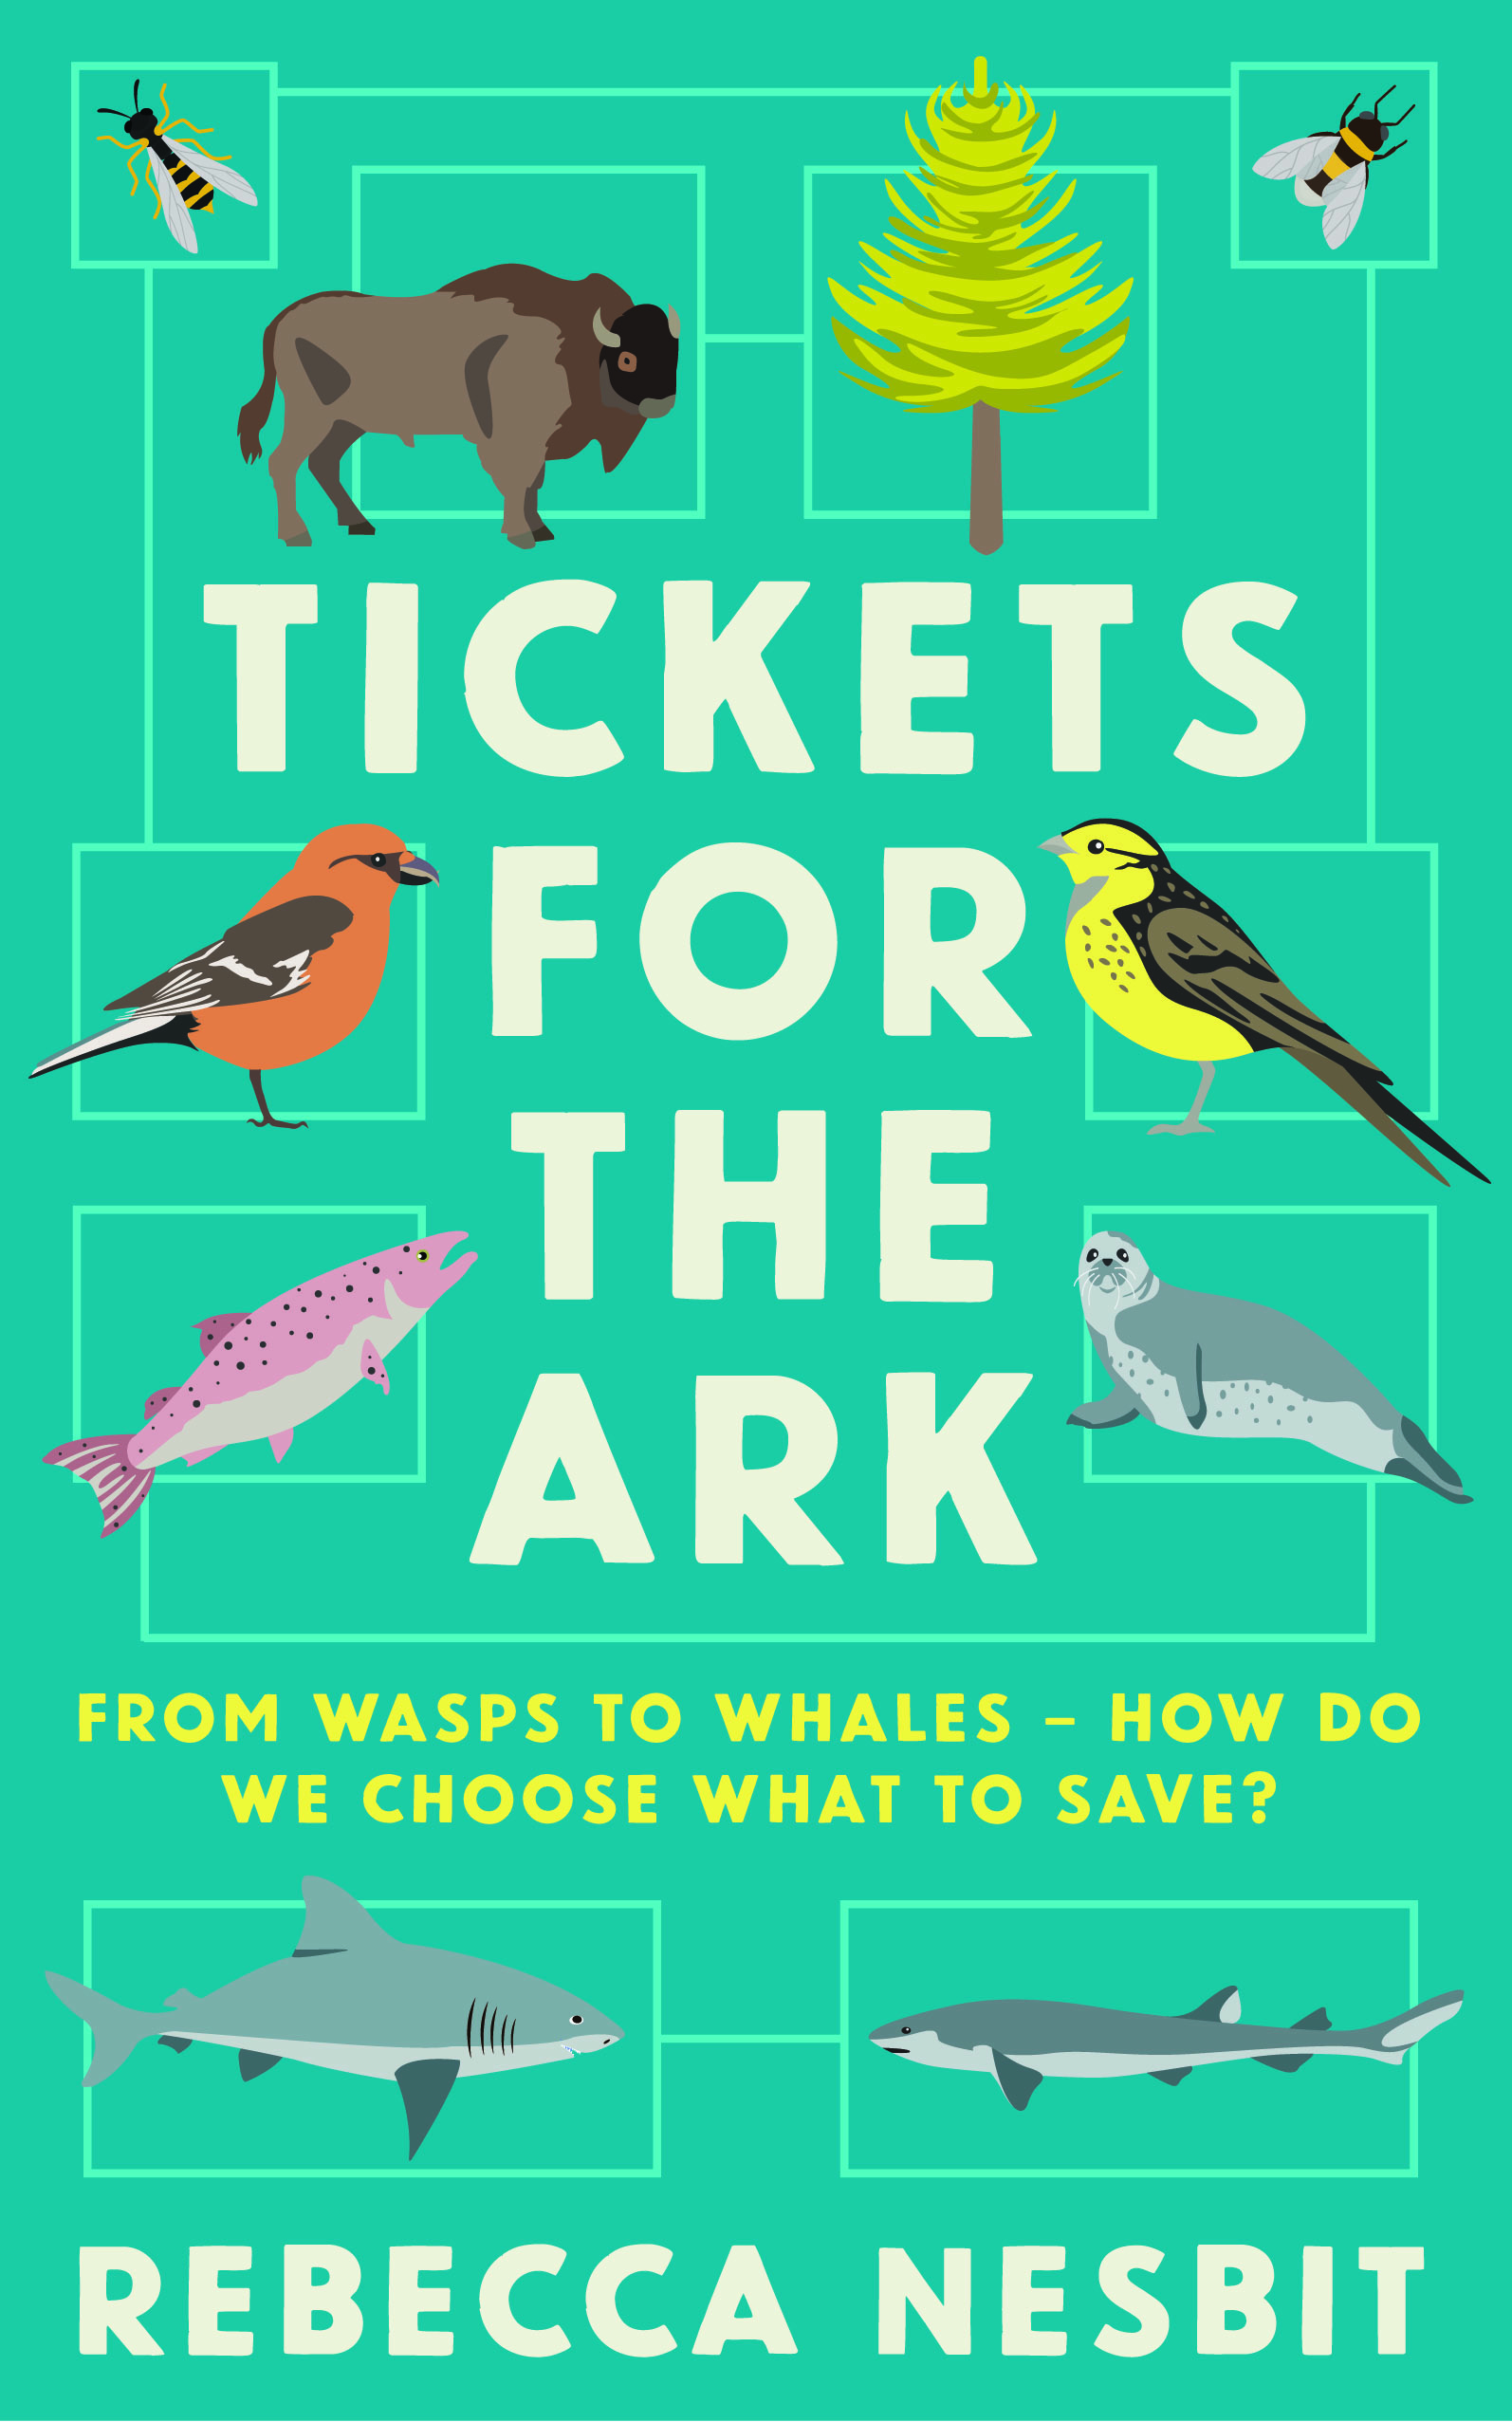 TICKETS
FOR
THE
ARK
FROM WASPS TO WHALES – HOW DO
WE CHOOSE WHAT TO SAVE?
REBECCA NESBIT